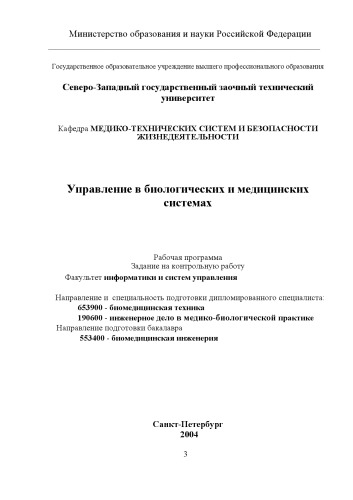 Министерство образования и науки Российской Федерации
Государственное образовательное учреждение высшего профессионального образования
Северо-Западный государственный заочный технический
университет
Кафедра МЕДИКО-ТЕХНИЧЕСКИХ СИСТЕМ И БЕЗОПАСНОСТИ
ЖИЗНЕДЕЯТЕЛЬНОСТИ
Управление в биологических и медицинских
системах
Рабочая программа
Задание на контрольную работу
Факультет информатики и систем управления
Направление и специальность подготовки дипломированного специалиста:
653900 - биомедицинская техника
190600 - инженерное дело в медико-биологической практике
Направление подготовки бакалавра
553400 - биомедицинская инженерия
Санкт-Петербург
2004
3